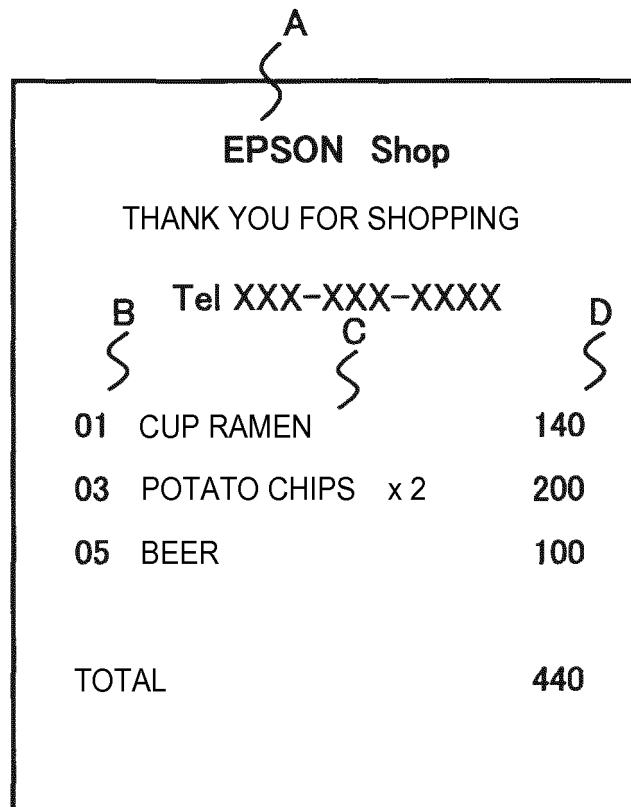 A
EPSON Shop
THANK YOU FOR SHOPPING
Tel XXX-XXX-XXXX
B C D
01 CUP RAMEN 140
03 POTATO CHIPS x 2 200
05 BEER 100
TOTAL 440